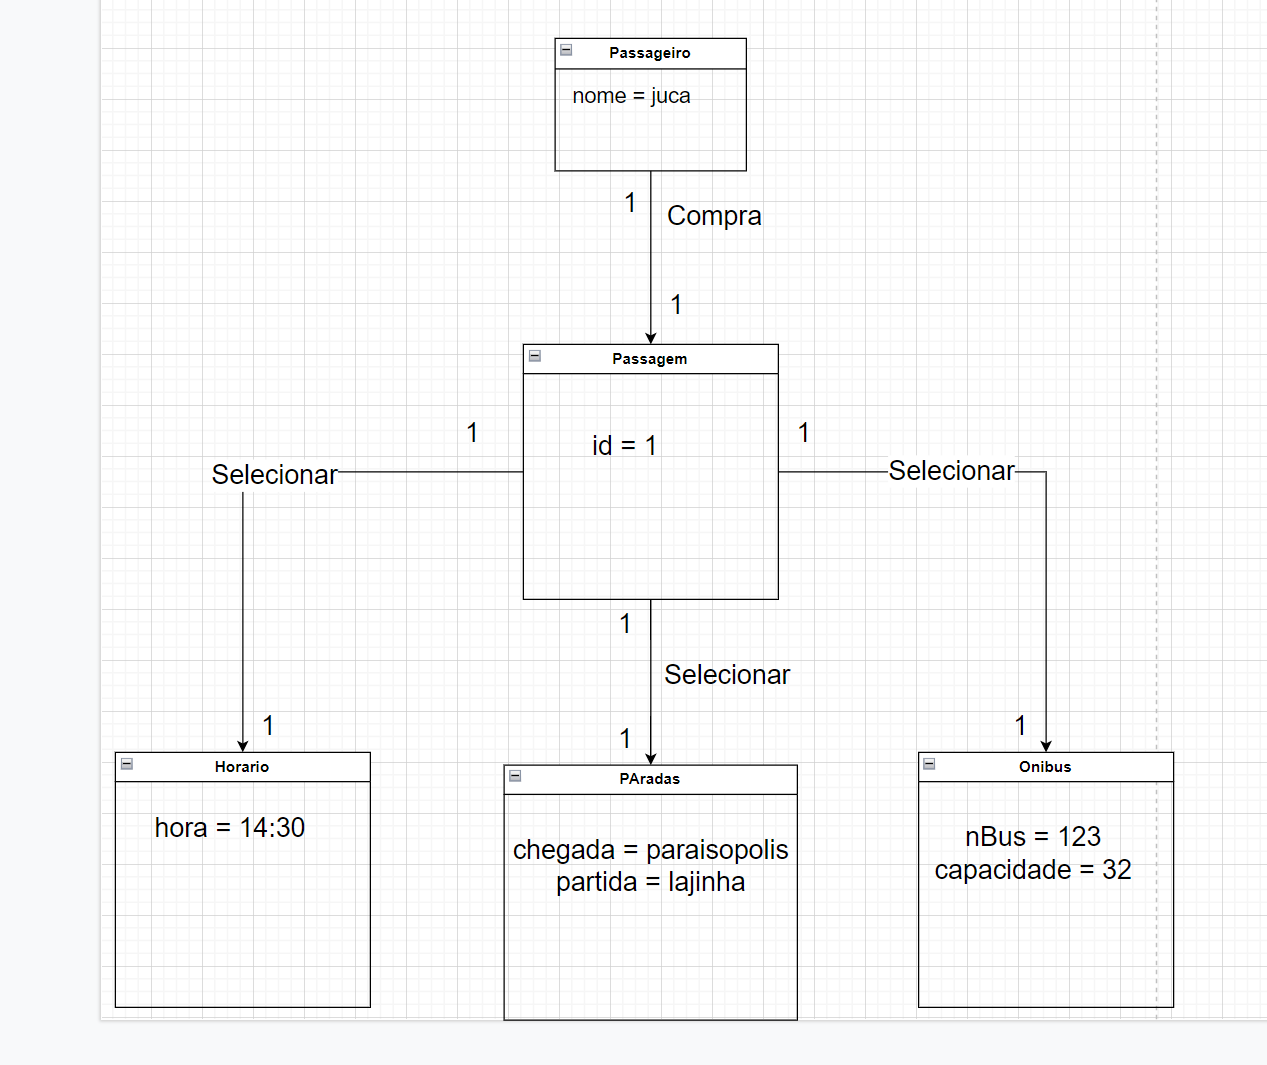 Passageiro
nome = juca
1
Compra
1
Passagem
id = 1
1
1
Selecionar
Selecionar
1
Selecionar
1
1
1
Horario
hora = 14:30
PAradas
chegada = paraisopolis
partida = lajinha
Onibus
nBus = 123
capacidade = 32